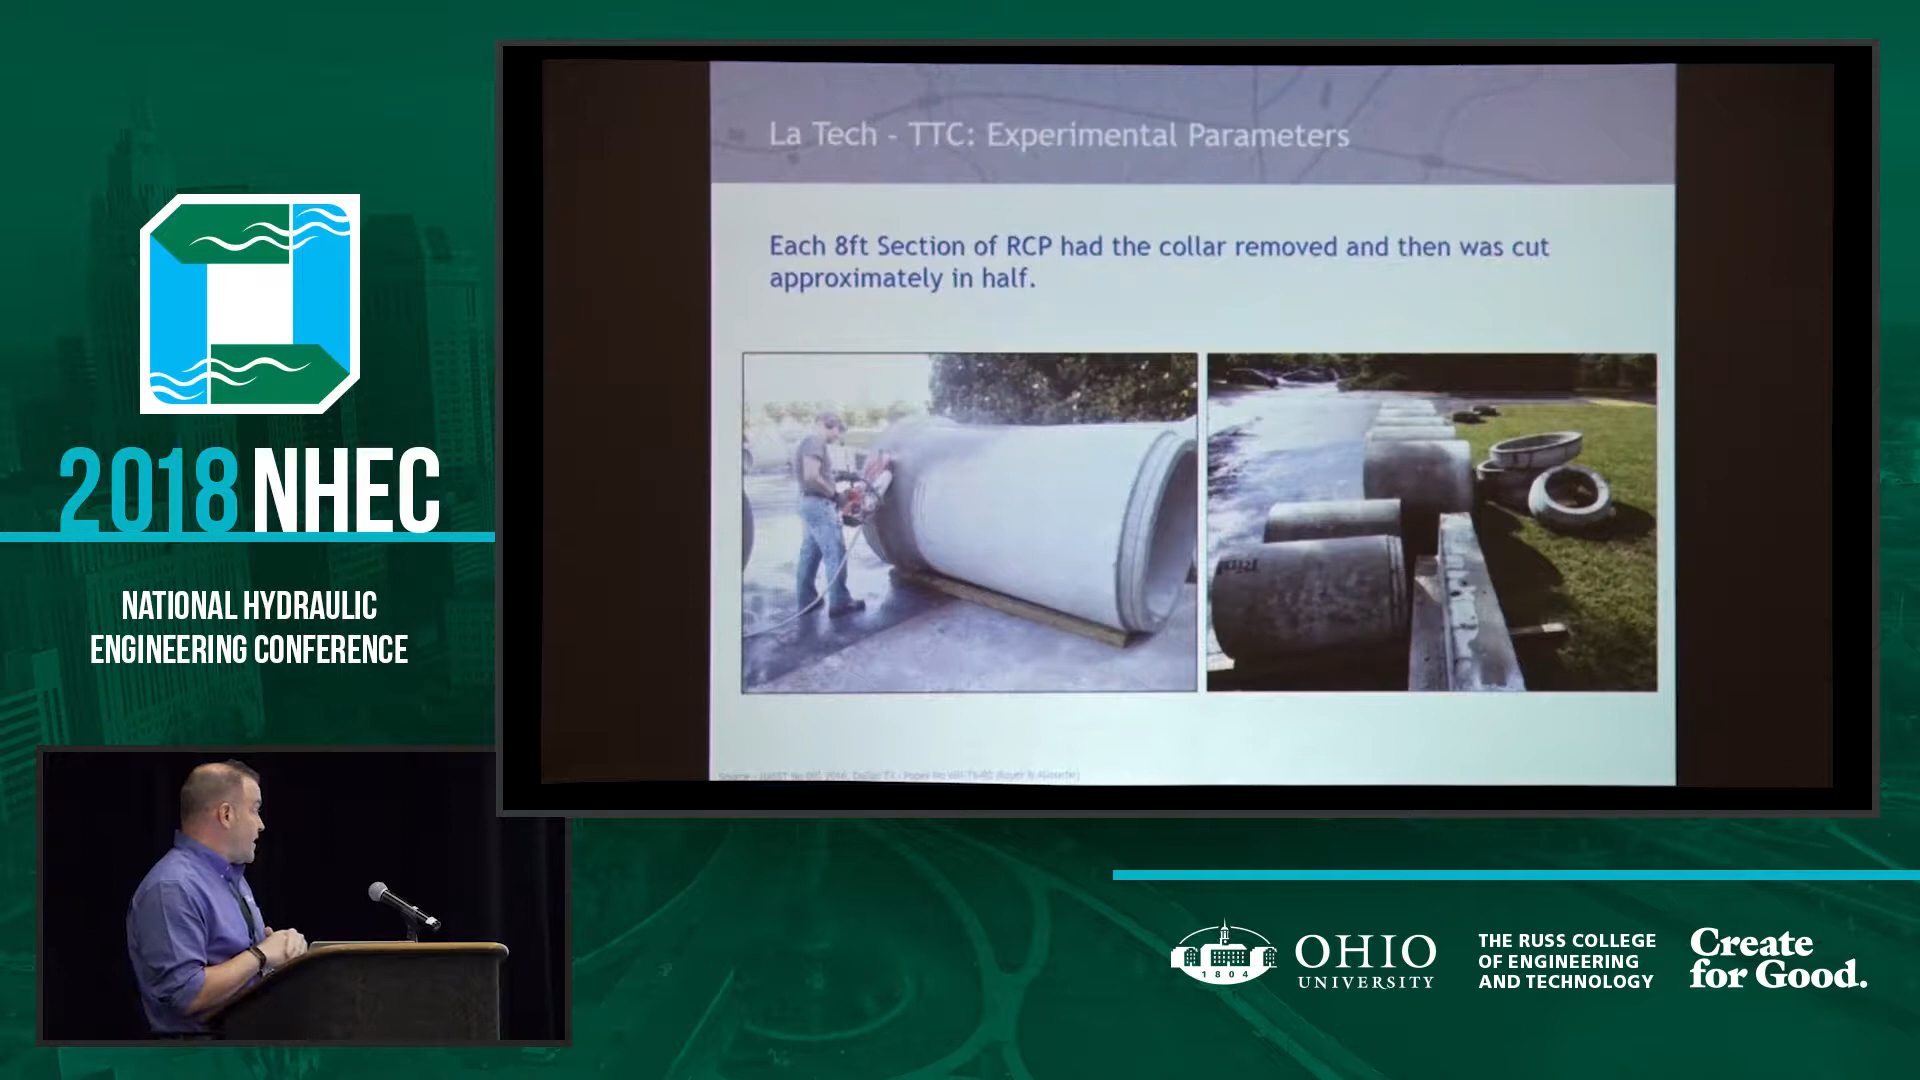 La Tech - TTC: Experimental Parameters
Each 8ft Section of RCP had the collar removed and then was cut
approximately in half.
2018 NHEC
NATIONAL HYDRAULIC
ENGINEERING CONFERENCE
1804
OHIO
UNIVERSITY
THE RUSS COLLEGE
OF ENGINEERING
AND TECHNOLOGY
Create
for Good.